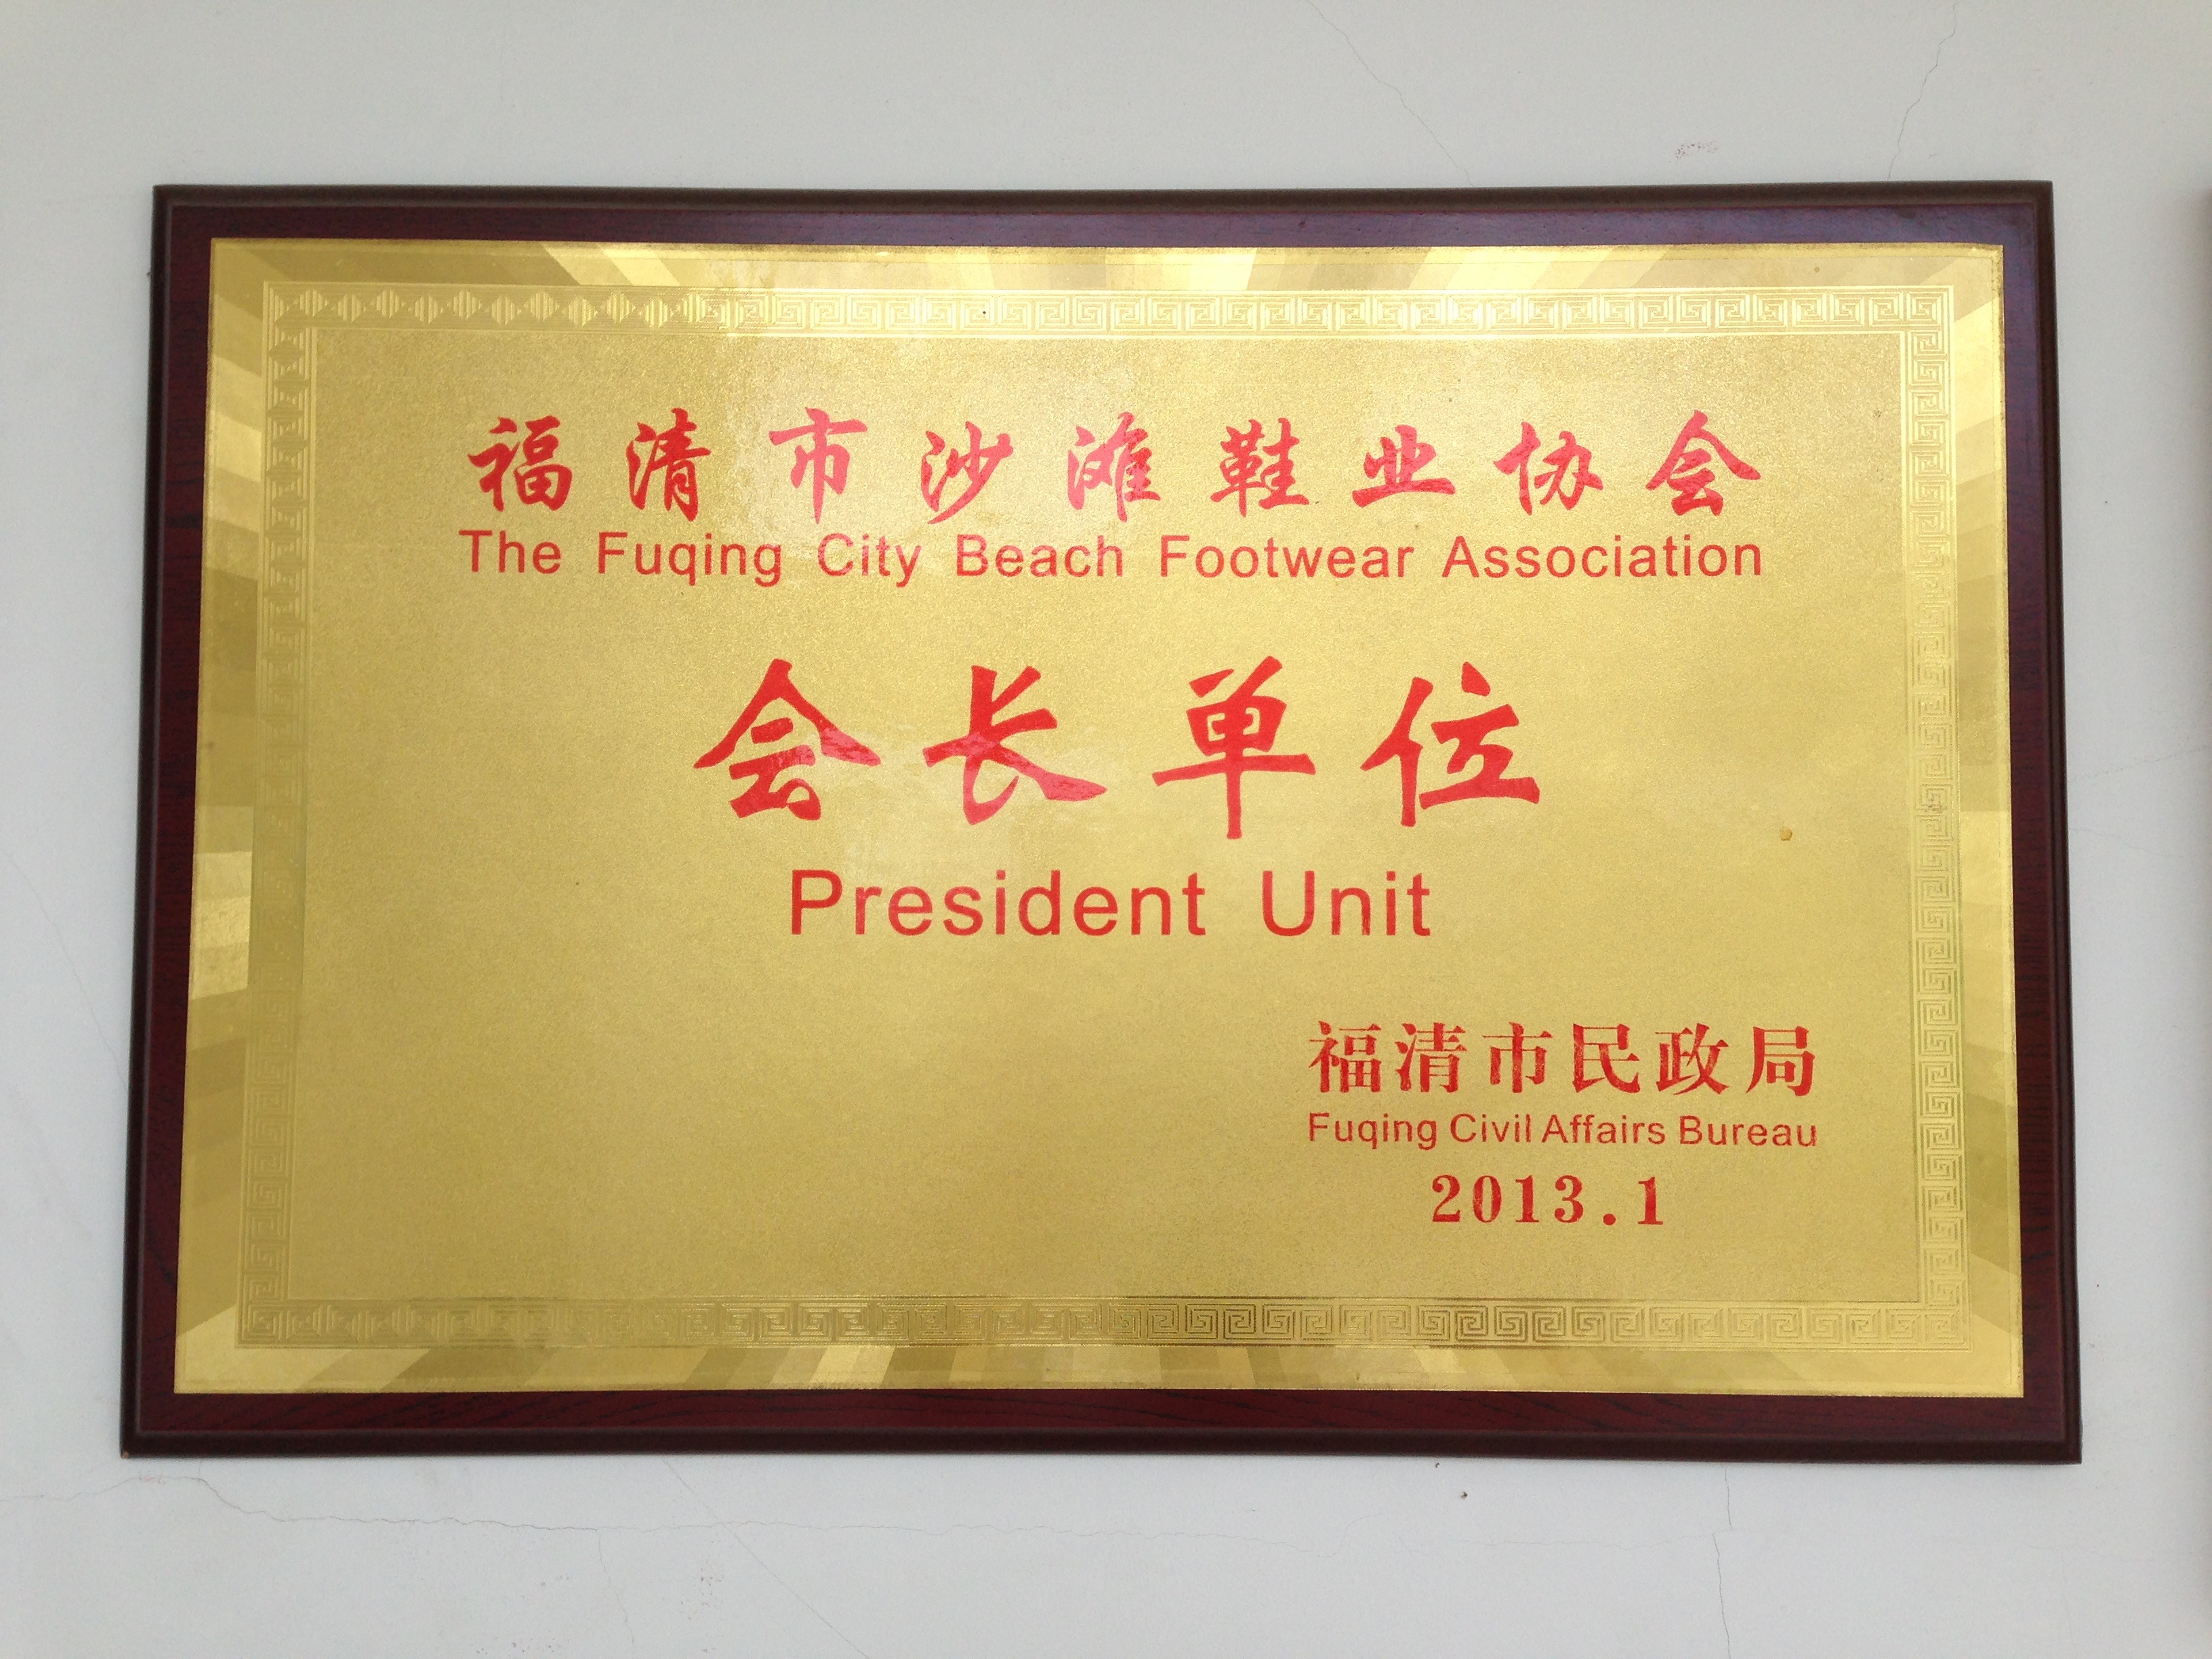 福清市沙滩鞋业协会
The Fuqing City Beach Footwear Association
会长单位
President Unit
福清市民政局
Fuqing Civil Affairs Bureau
2013.1